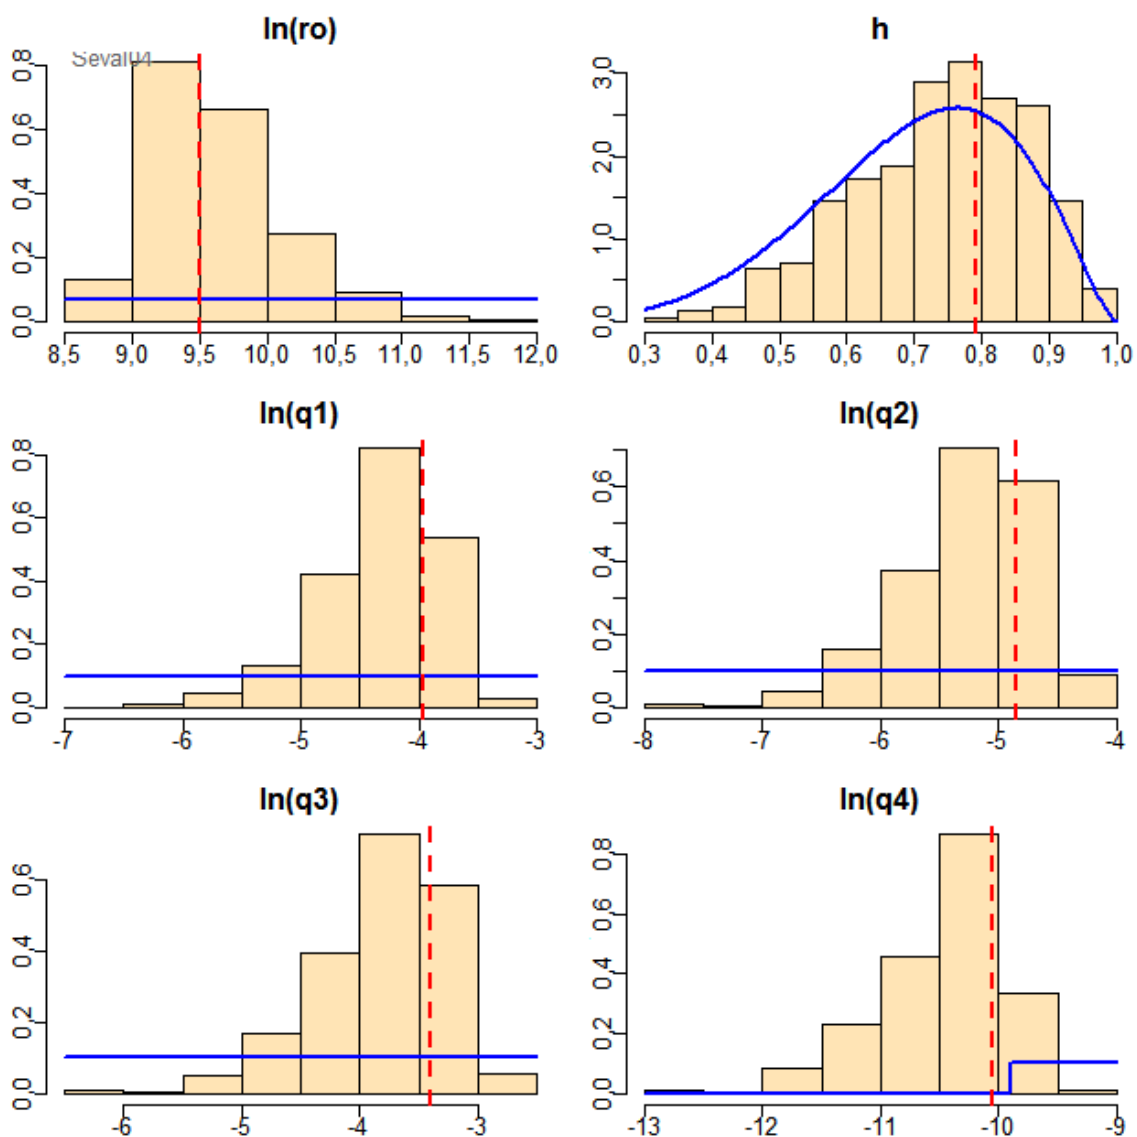 ln(ro)
h
Seval04
0,0 0,2 0,4 0,6 0,8
8,5 9,0 9,5 10,0 10,5 11,0 11,5 12,0
0,0 1,0 2,0 3,0
0,3 0,4 0,5 0,6 0,7 0,8 0,9 1,0
ln(q1)
ln(q2)
0,0 0,2 0,4 0,6 0,8
-7 -6 -5 -4 -3
0,0 0,2 0,4 0,6
-8 -7 -6 -5 -4
ln(q3)
ln(q4)
0,0 0,2 0,4 0,6
-6 -5 -4 -3
0,0 0,2 0,4 0,6 0,8
-13 -12 -11 -10 -9